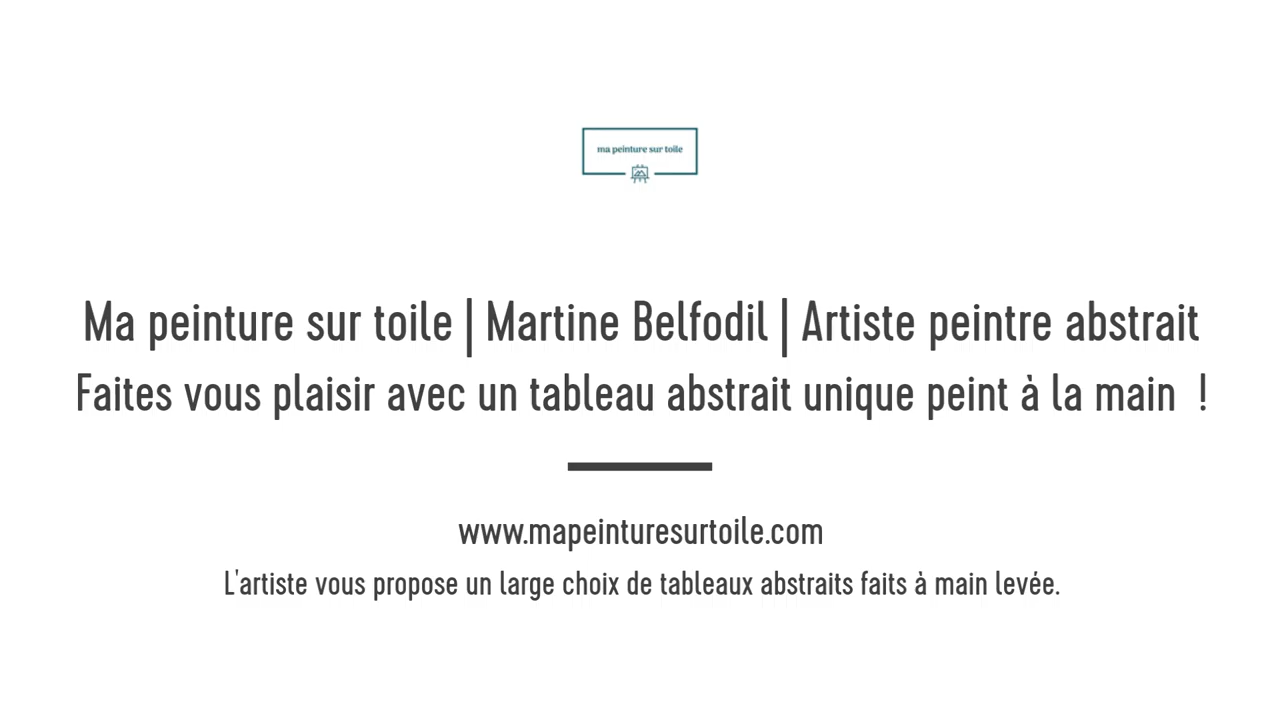 ma peinture sur toile
Ma peinture sur toile | Martine Belfodil | Artiste peintre abstrait
Faites vous plaisir avec un tableau abstrait unique peint à la main  !
www.mapeinturesurtoile.com
L'artiste vous propose un large choix de tableaux abstraits faits à main levée.